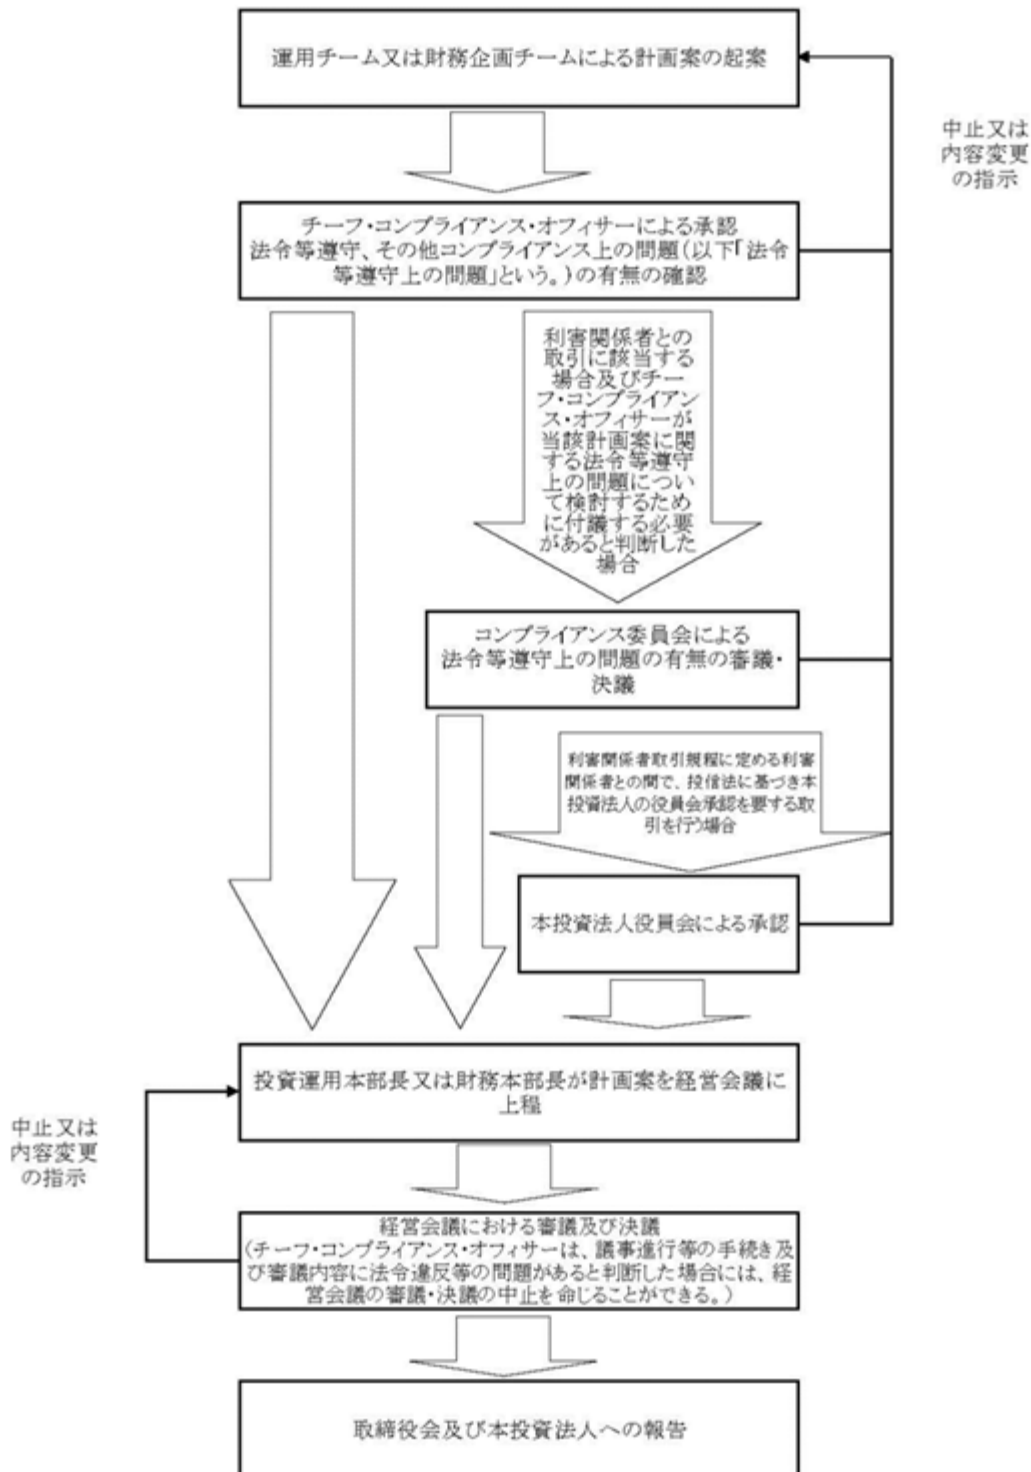 運用チーム又は財務企画チームによる計画案の起案
中止又は
内容変更
の指示
チーフ・コンプライアンス・オフィサーによる承認
法令等遵守、その他コンプライアンス上の問題(以下「法令
等遵守上の問題」という。)の有無の確認
利害関係者との
取引に該当する
場合及びチー
フ・コンプライアン
ス・オフィサーが
当該計画案に関
する法令等遵守
上の問題につい
て検討するため
に付議する必要
があると判断した
場合
コンプライアンス委員会による
法令等遵守上の問題の有無の審議・
決議
利害関係者取引規程に定める利害
関係者との間で、投信法に基づき本
投資法人の役員会承認を要する取
引を行う場合
本投資法人役員会による承認
投資運用本部長又は財務本部長が計画案を経営会議に
上程
中止又は
内容変更
の指示
経営会議における審議及び決議
(チーフ・コンプライアンス・オフィサーは、議事進行等の手続き及
び審議内容に法令違反等の問題があると判断した場合には、経
営会議の審議・決議の中止を命じることができる。)
取締役会及び本投資法人への報告